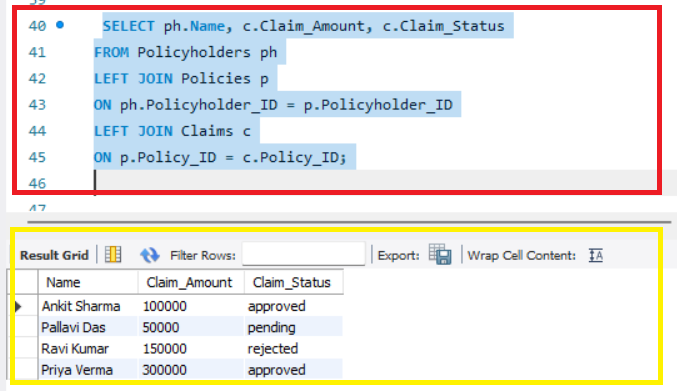 39
40 SELECT ph.Name, c.Claim_Amount, c.Claim_Status
41 FROM Policyholders ph
42 LEFT JOIN Policies p
43 ON ph.Policyholder_ID = p.Policyholder_ID
44 LEFT JOIN Claims c
45 ON p.Policy_ID = c.Policy_ID;
46
47
Result Grid Filter Rows: Export: Wrap Cell Content: IA
Name Claim_Amount Claim_Status
Ankit Sharma 100000 approved
Pallavi Das 50000 pending
Ravi Kumar 150000 rejected
Priya Verma 300000 approved